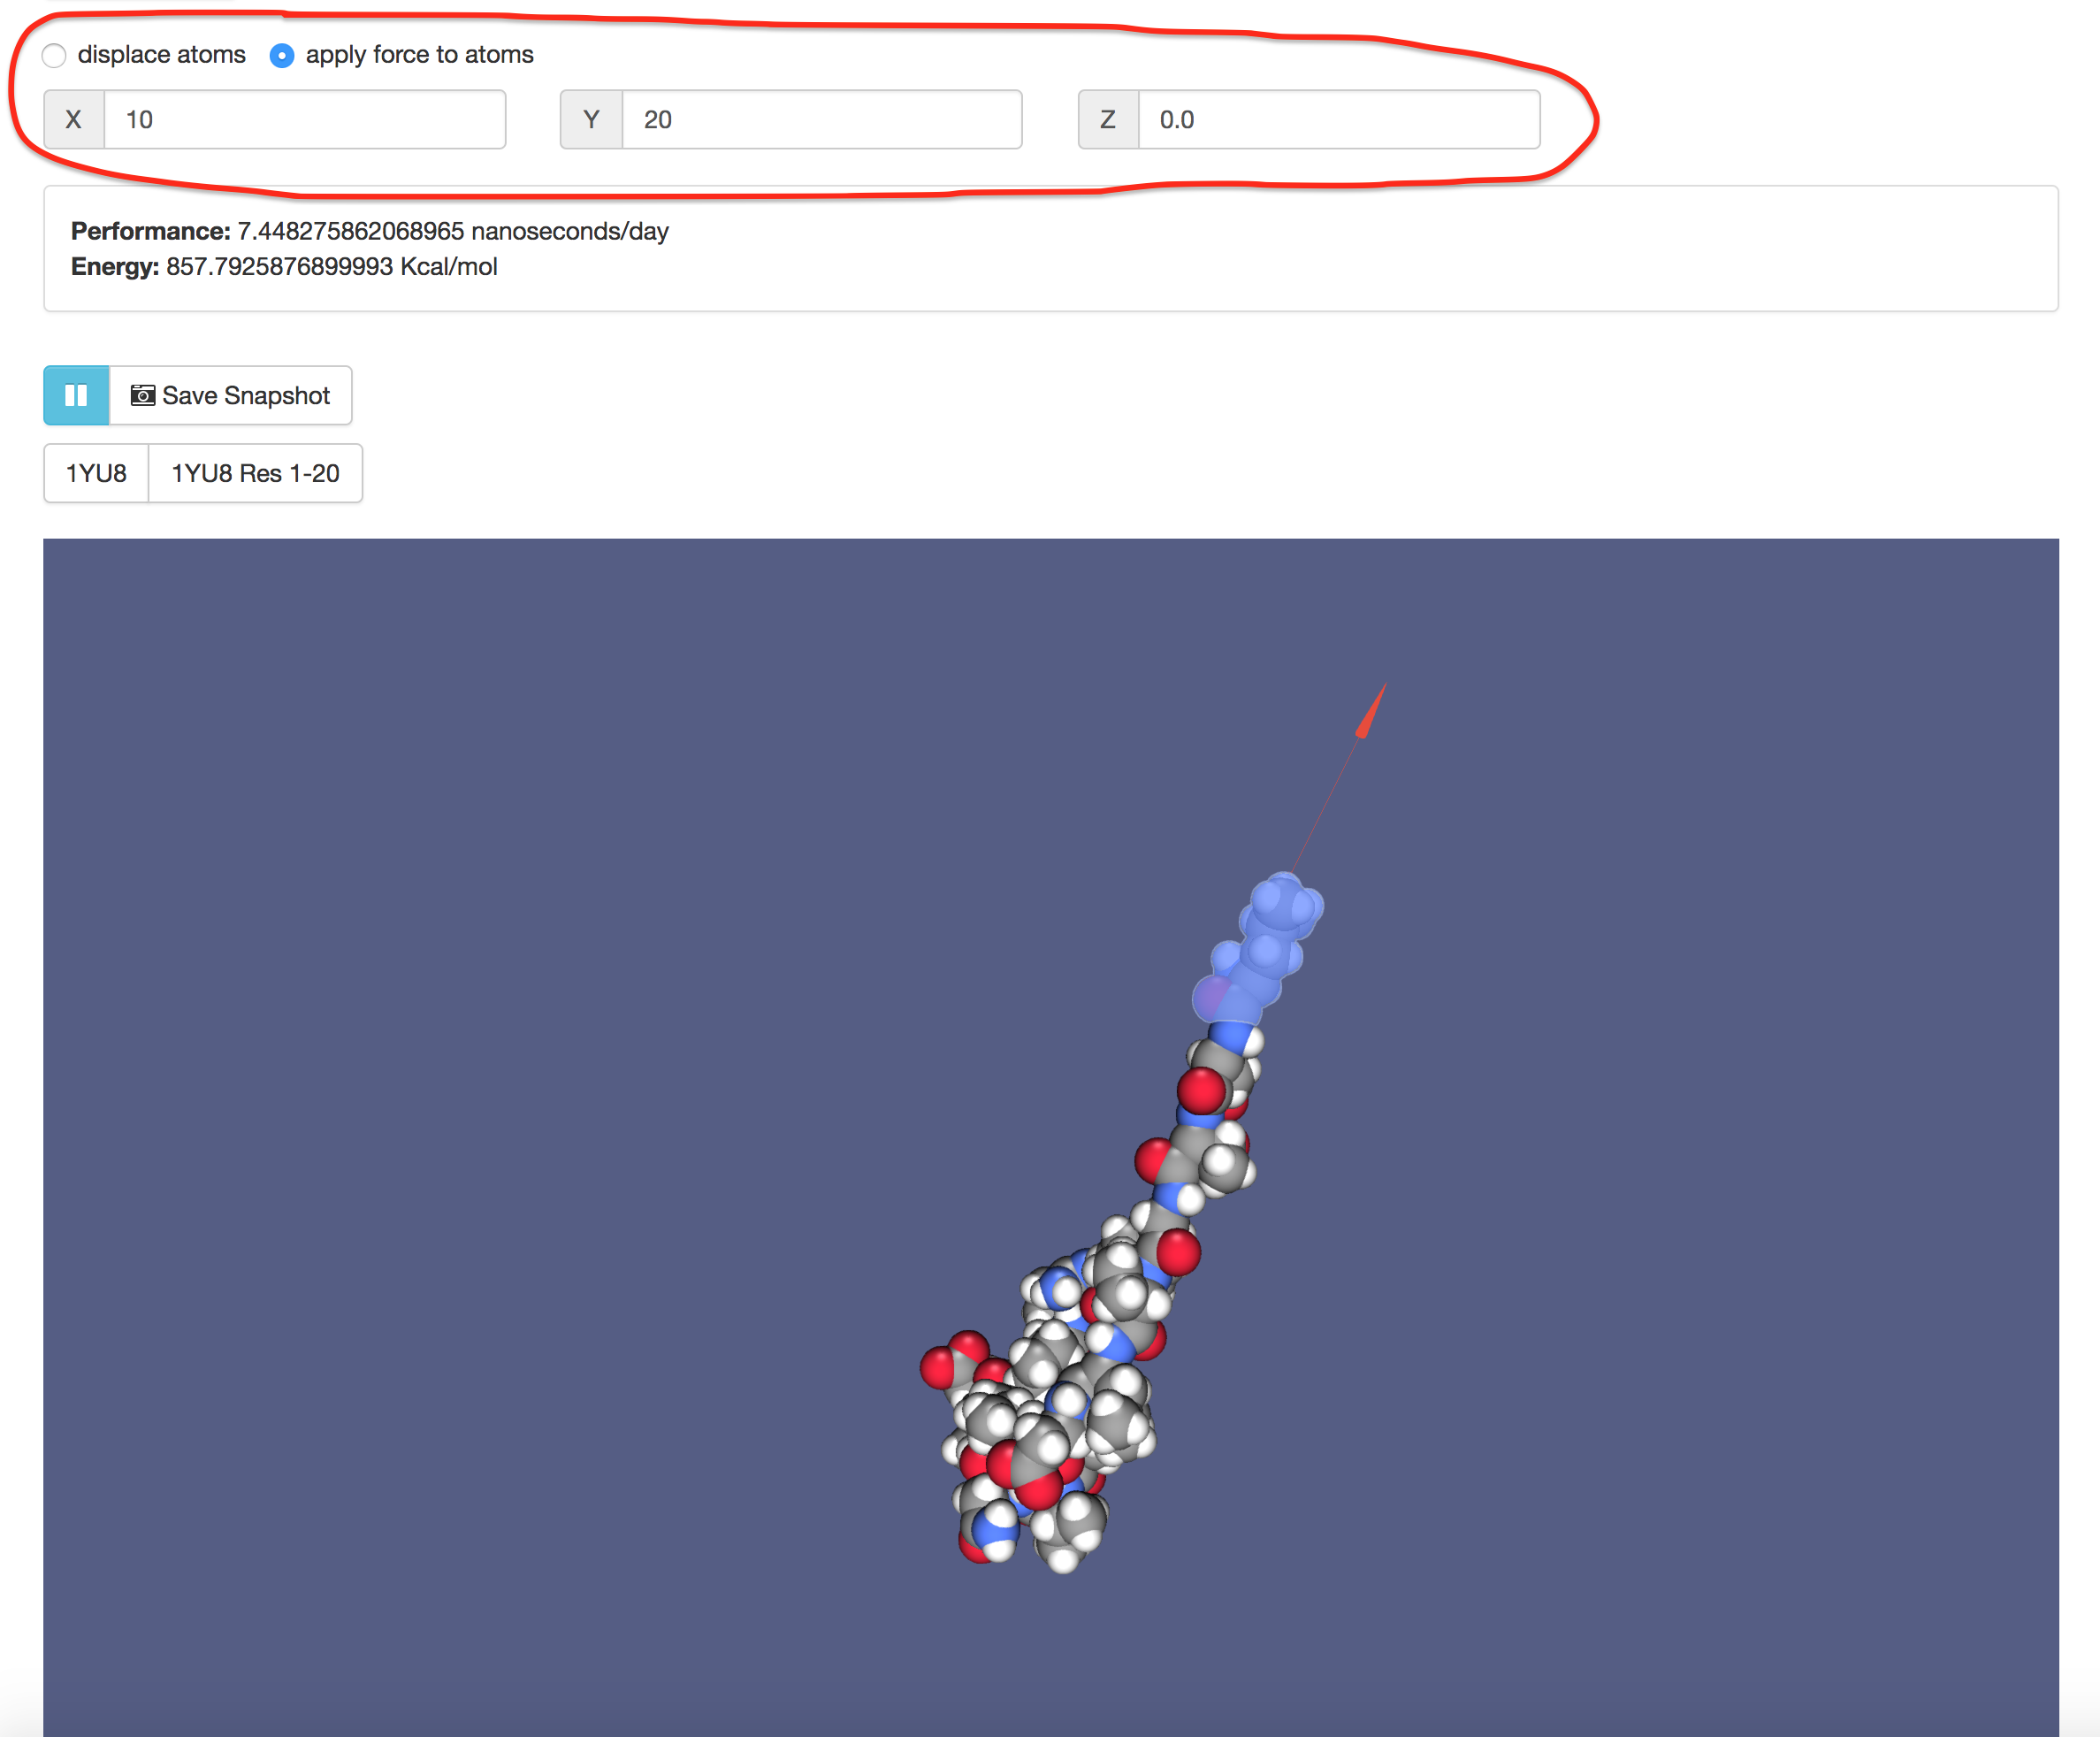 displace atoms apply force to atoms
X 10 Y 20 Z 0.0
Performance: 7.448275862068965 nanoseconds/day
Energy: 857.7925876899993 Kcal/mol
Save Snapshot
1YU8 1YU8 Res 1-20